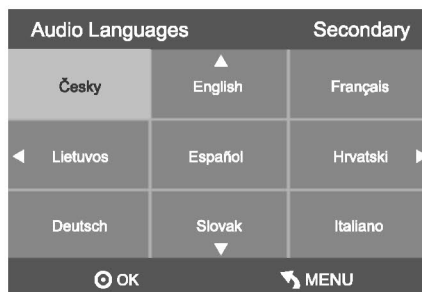 Audio Languages Secondary
Česky English Français
Lietuvos Español Hrvatski
Deutsch Slovak Italiano
OK MENU